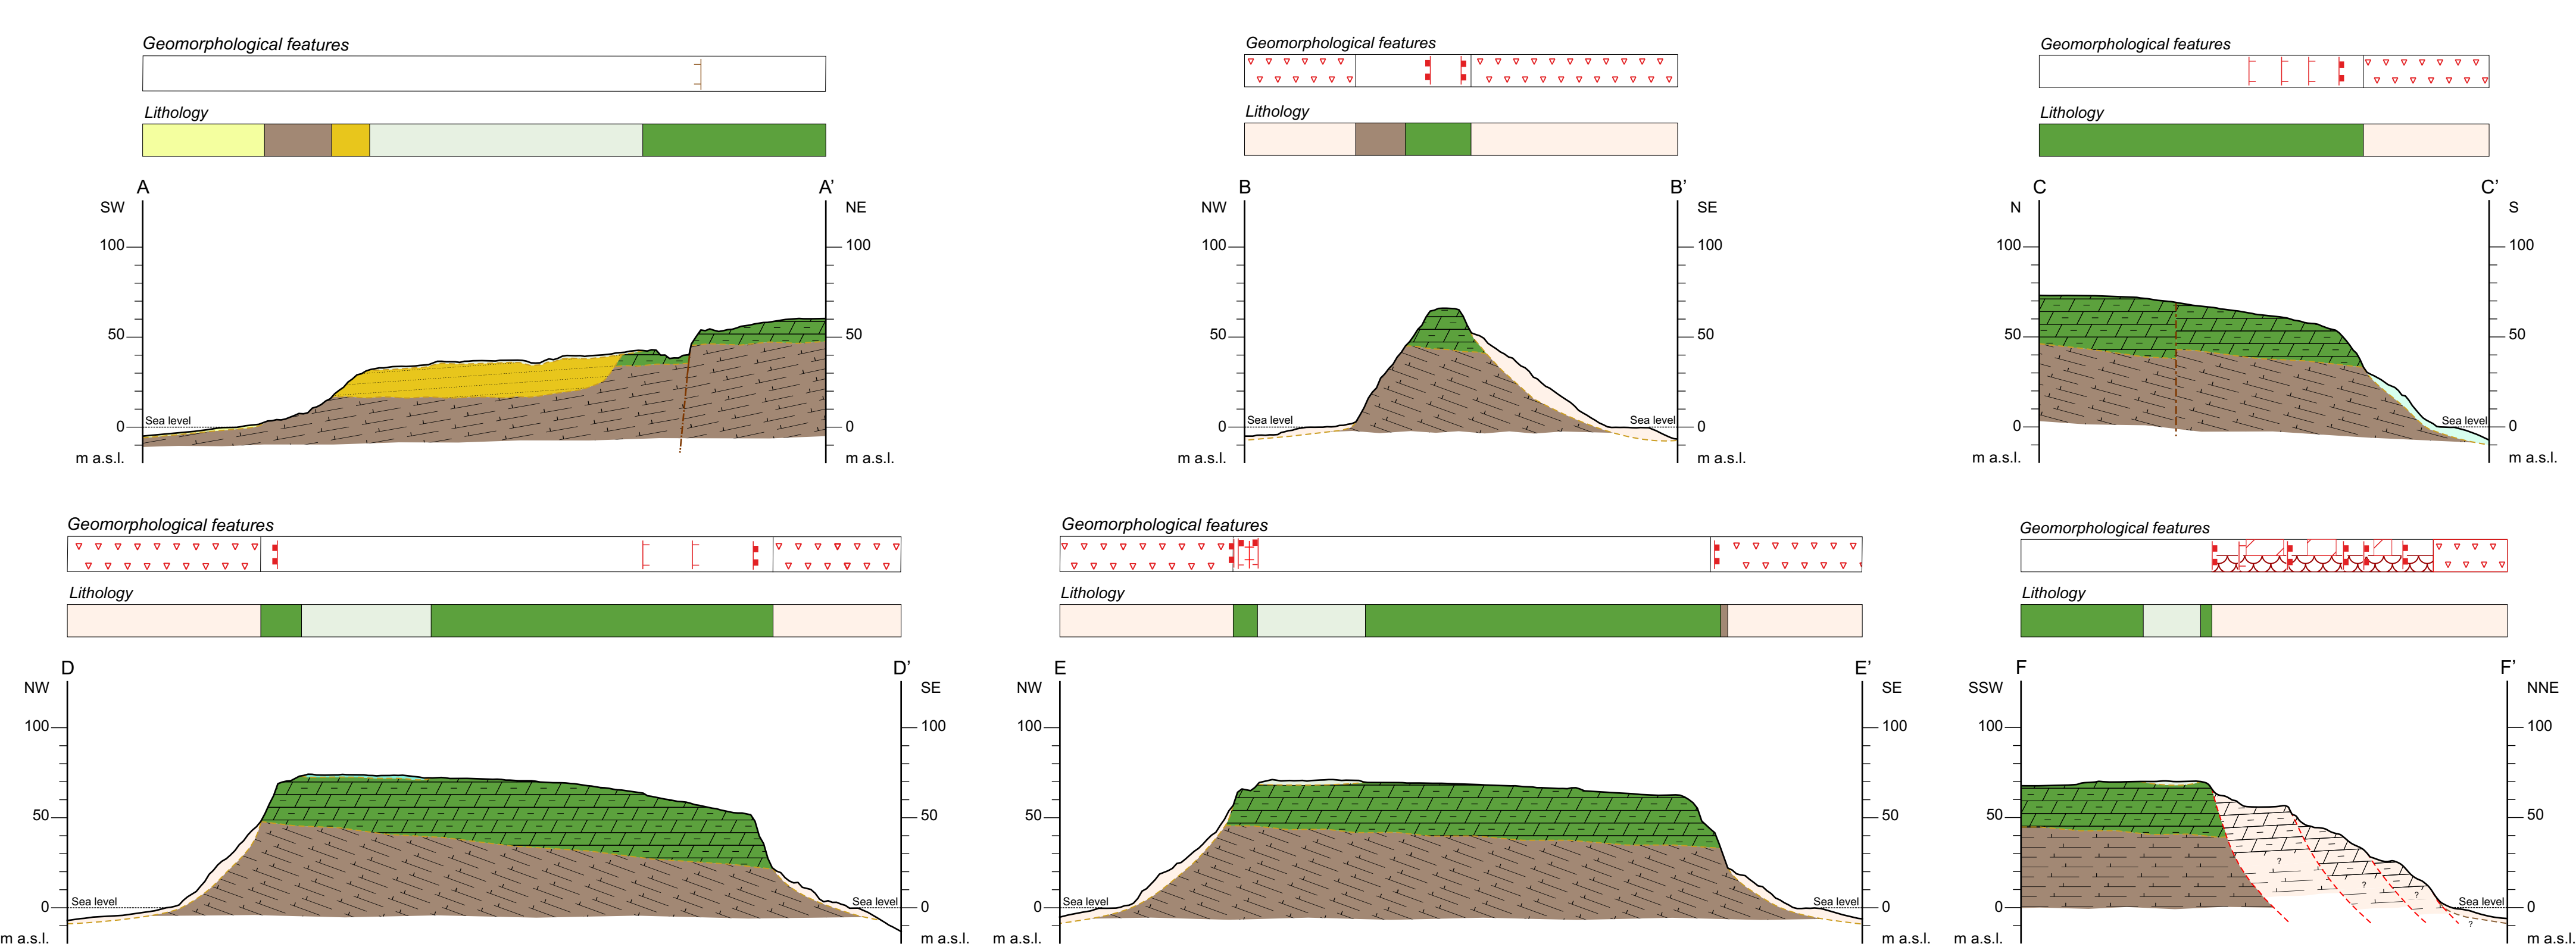 Geomorphological features
Lithology
A A’
SW NE
100 100
50 50
Sea level
0 0
m a.s.l. m a.s.l.
Geomorphological features
Lithology
B B’
NW SE
100 100
50 50
Sea level Sea level
0 0
m a.s.l. m a.s.l.
Geomorphological features
Lithology
C C’
N S
100 100
50 50
Sea level
0 0
m a.s.l. m a.s.l.
Geomorphological features
Lithology
D D’
NW SE
100 100
50 50
Sea level Sea level
0 0
m a.s.l. m a.s.l.
Geomorphological features
Lithology
E E’
NW SE
100 100
50 50
Sea level Sea level
0 0
m a.s.l. m a.s.l.
Geomorphological features
Lithology
F F’
SSW NNE
100 100
50 50
?
? ?
Sea level
0 0
?
m a.s.l. m a.s.l.